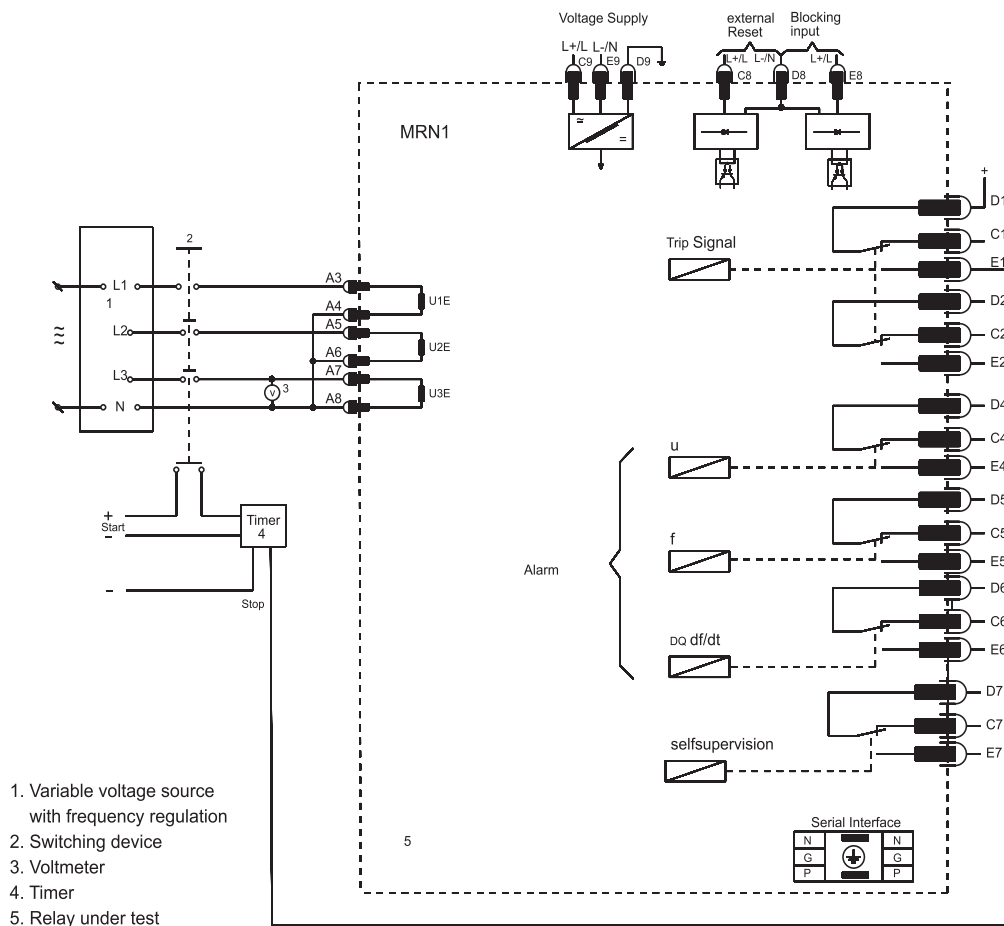 Voltage Supply
external Reset
Blocking input
L+/L L-/N
C9 E9 D9
L+/L L-/N L+/L
C8 D8 E8
MRN1
≅
=
+
D1
C1
E1
D2
C2
E2
Trip Signal
2
L1
1
L2
L3
N
≈
A3
A4
A5
A6
A7
A8
U1E
U2E
U3E
V 3
D4
C4
E4
u
D5
C5
E5
f
Alarm
D6
C6
E6
DQ df/dt
D7
C7
E7
selfsupervision
+
Start
-
-
Stop
Timer
4
5
Serial Interface
N N
G G
P P
1. Variable voltage source
with frequency regulation
2. Switching device
3. Voltmeter
4. Timer
5. Relay under test